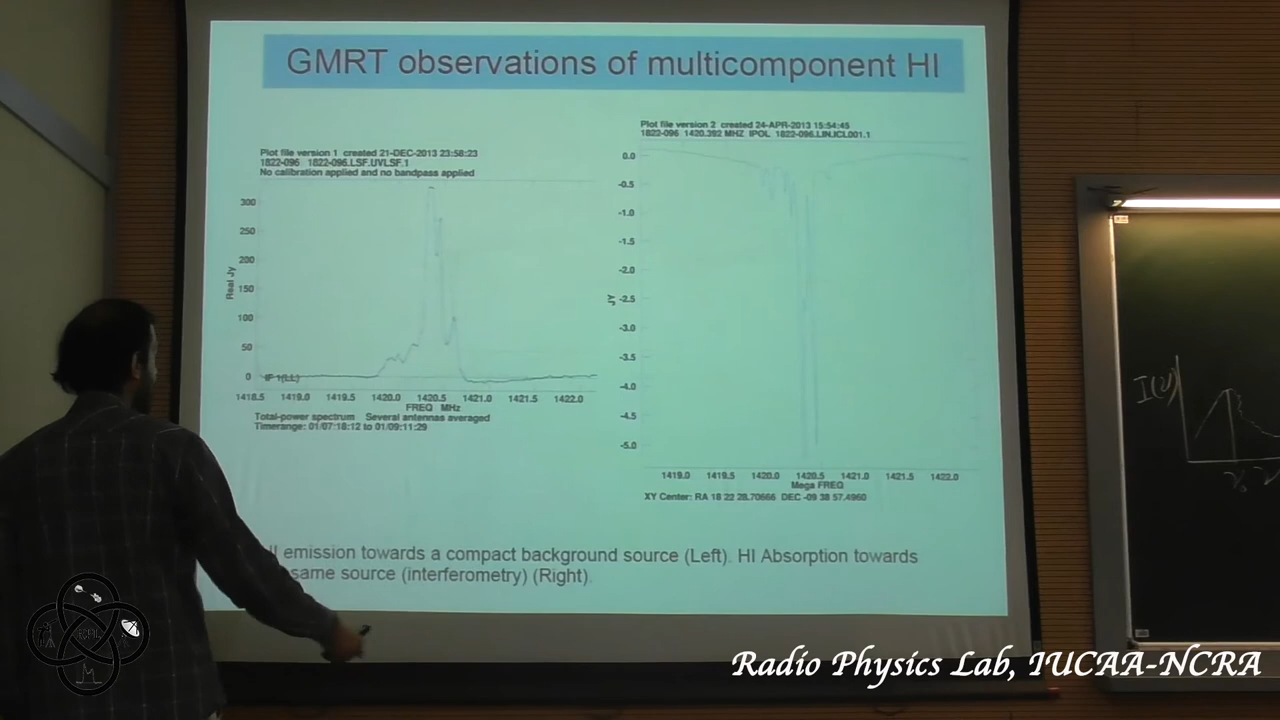 GMRT observations of multicomponent HI
Plot file version 1 created 21-DEC-2013 23:58:23
1822-096 1822-096.LSF.UVLSF.1
No calibration applied and no bandpass applied
300
250
200
150
100
50
0
Real Jy
IF 1(LL)
1418.5 1419.0 1419.5 1420.0 1420.5 1421.0 1421.5 1422.0
FREQ MHz
Total-power spectrum Several antennas averaged
Timerange: 01/07:18:12 to 01/09:11:29
Plot file version 2 created 24-APR-2013 15:54:45
1822-096 1420.392 MHZ IPOL 1822-096.LIN.ICL001.1
0.0
-0.5
-1.0
-1.5
-2.0
-2.5
-3.0
-3.5
-4.0
-4.5
-5.0
JY
1419.0 1419.5 1420.0 1420.5 1421.0 1421.5 1422.0
Mega FREQ
XY Center: RA 18 22 28.70666 DEC -09 38 57.4960
emission towards a compact background source (Left). HI Absorption towards
same source (interferometry) (Right)
I(ν)
Radio Physics Lab, IUCAA-NCRA